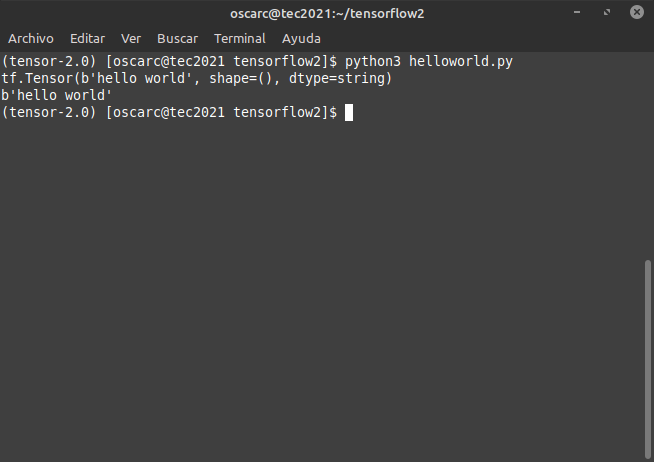 oscarc@tec2021:~/tensorflow2
Archivo Editar Ver Buscar Terminal Ayuda
(tensor-2.0) [oscarc@tec2021 tensorflow2]$ python3 helloworld.py
tf.Tensor(b'hello world', shape=(), dtype=string)
b'hello world'
(tensor-2.0) [oscarc@tec2021 tensorflow2]$